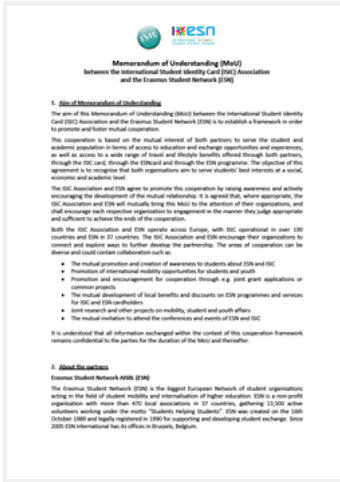 ISIC
esn
Memorandum of Understanding (MoU)
between the International Student Identity Card (ISIC) Association
and the Erasmus Student Network (ESN)
1. Aim of Memorandum of Understanding
The aim of this Memorandum of Understanding (MoU) between the International Student Identity
Card (ISIC) Association and the Erasmus Student Network (ESN) is to establish a framework in order
to promote and foster mutual cooperation.
This cooperation is based on the mutual interest of both partners to serve the student and
academic population in terms of access to education and exchange opportunities and experiences,
as well as access to a wide range of travel and lifestyle benefits offered through both partners,
through the ISIC card, through the ESNcard and through the ESN programme. The objective of this
agreement is to recognise that both organisations aim to serve students' best interests at a social,
economic and academic level.
The ISIC Association and ESN agree to promote this cooperation by raising awareness and actively
encouraging the development of the mutual relationship. It is agreed that, where appropriate, the
ISIC Association and ESN will mutually bring this MoU to the attention of their organizations, and
shall encourage each respective organization to engagement in the manner they judge appropriate
and sufficient to achieve the ends of the cooperation.
Both the ISIC Association and ESN operate across Europe, with ISIC operational in over 130
countries and ESN in 37 countries. The ISIC Association and ESN encourage their organisations to
connect and explore ways to further develop the partnership. The areas of cooperation can be
diverse and could contain collaboration such as:
• The mutual promotion and creation of awareness to students about ESN and ISIC
• Promotion of international mobility opportunities for students and youth
• Promotion and encouragement for cooperation through e.g. joint grant applications or
common projects
• The mutual development of local benefits and discounts on ESN programmes and services
for ISIC and ESN cardholders
• Joint research and other projects on mobility, student and youth affairs
• The mutual invitation to attend the conferences and events of ESN and ISIC
It is understood that all information exchanged within the context of this cooperation framework
remains confidential to the parties for the duration of the MoU and thereafter.
2. About the partners
Erasmus Student Network AISBL (ESN)
The Erasmus Student Network (ESN) is the biggest European Network of student organisations
acting in the field of student mobility and internationalisation of higher education. ESN is a non-profit
organisation with more than 470 local associations in 37 countries, gathering 13,500 active
volunteers working under the motto "Students Helping Students". ESN was created on the 16th
October 1989 and legally registered in 1990 for supporting and developing student exchange. Since
2005 ESN International has its offices in Brussels, Belgium.